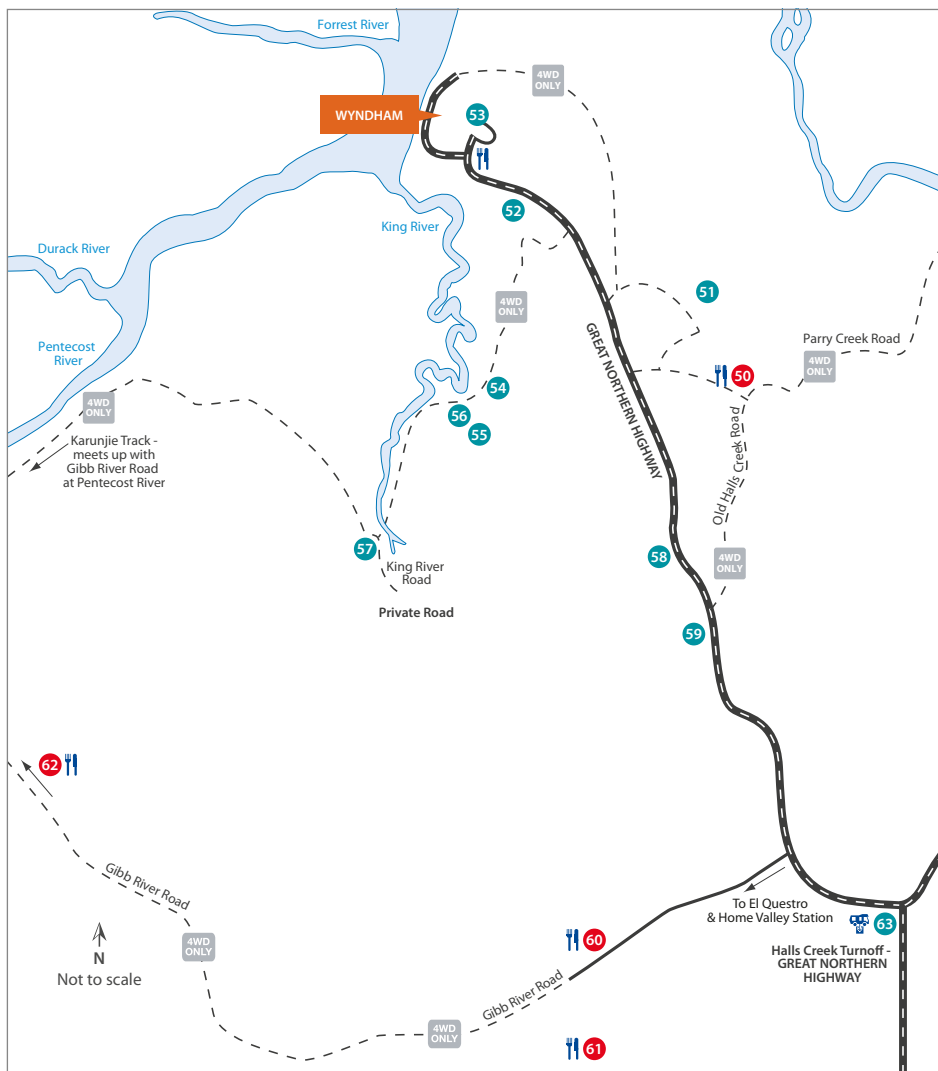 Forrest River
4WD
ONLY
WYNDHAM
53
52
King River
Durack River
51
4WD
ONLY
GREAT NORTHERN HIGHWAY
Parry Creek Road
4WD
ONLY
Pentecost
River
50
54
4WD
ONLY
56
55
Karunjie Track -
meets up with
Gibb River Road
at Pentecost River
Old Halls Creek Road
57
King River
Road
58
4WD
ONLY
Private Road
59
62
Gibb River Road
To El Questro
& Home Valley Station
63
4WD
ONLY
60
Halls Creek Turnoff -
GREAT NORTHERN
HIGHWAY
N
Not to scale
Gibb River Road
4WD
ONLY
61